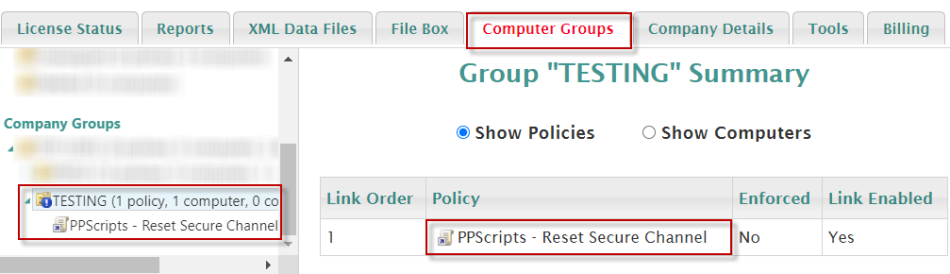 License Status Reports XML Data Files File Box Computer Groups Company Details Tools Billing
Group "TESTING" Summary
Show Policies Show Computers
Company Groups
TESTING (1 policy, 1 computer, 0 co
PPScripts - Reset Secure Channel
Link Order Policy Enforced Link Enabled
1 PPScripts - Reset Secure Channel No Yes